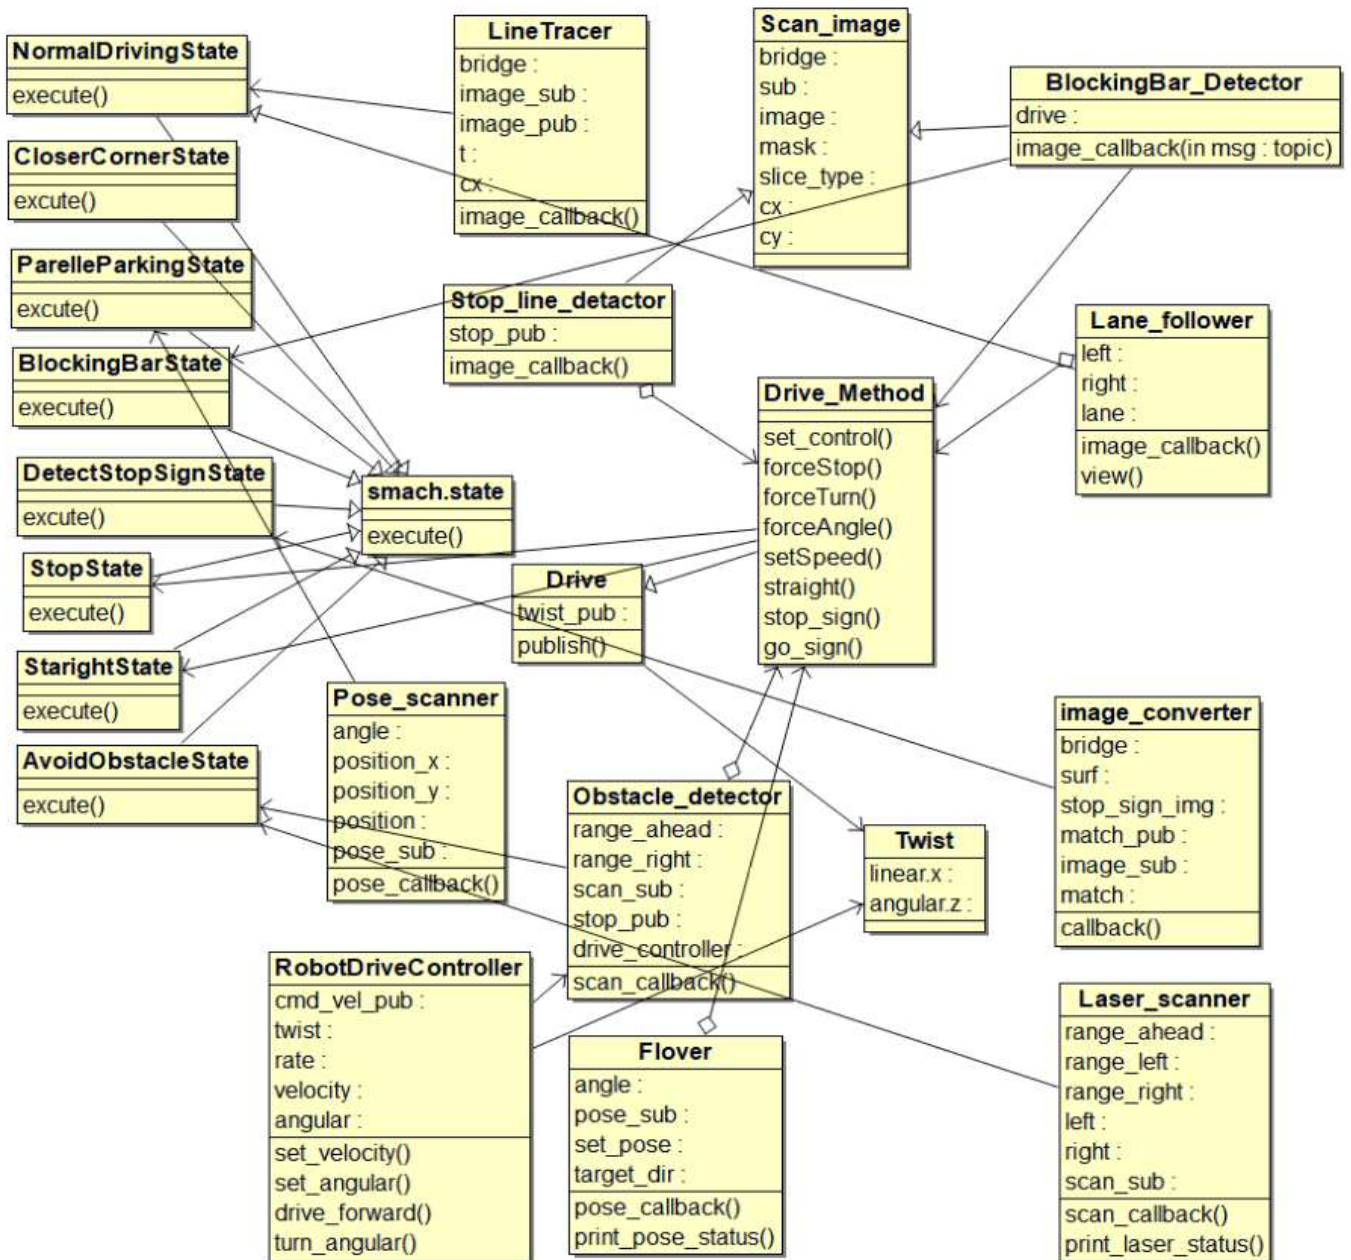 NormalDrivingState
execute()
CloserCornerState
excute()
ParelleParkingState
excute()
BlockingBarState
execute()
DetectStopSignState
excute()
StopState
execute()
StarightState
execute()
AvoidObstacleState
excute()
LineTracer
bridge :
image_sub :
image_pub :
t :
cx :
image_callback()
Scan_image
bridge :
sub :
image :
mask :
slice_type :
cx :
cy :
BlockingBar_Detector
drive :
image_callback(in msg : topic)
Stop_line_detactor
stop_pub :
image_callback()
Lane_follower
left :
right :
lane :
image_callback()
view()
smach.state
execute()
Drive_Method
set_control()
forceStop()
forceTurn()
forceAngle()
setSpeed()
straight()
stop_sign()
go_sign()
Drive
twist_pub :
publish()
Pose_scanner
angle :
position_x :
position_y :
position :
pose_sub :
pose_callback()
Obstacle_detector
range_ahead :
range_right :
scan_sub :
stop_pub :
drive_controller :
scan_callback()
Twist
linear.x :
angular.z :
image_converter
bridge :
surf :
stop_sign_img :
match_pub :
image_sub :
match :
callback()
RobotDriveController
cmd_vel_pub :
twist :
rate :
velocity :
angular :
set_velocity()
set_angular()
drive_forward()
turn_angular()
Flover
angle :
pose_sub :
set_pose :
target_dir :
pose_callback()
print_pose_status()
Laser_scanner
range_ahead :
range_left :
range_right :
left :
right :
scan_sub :
scan_callback()
print_laser_status()